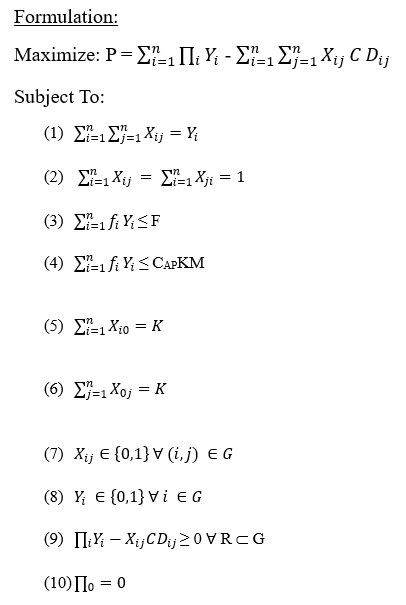 Formulation:
Maximize: P = ∑ⁿᵢ₌₁ ∏ᵢ Yᵢ - ∑ⁿᵢ₌₁ ∑ⁿⱼ₌₁ Xᵢⱼ C Dᵢⱼ
Subject To:
(1) ∑ⁿᵢ₌₁ ∑ⁿⱼ₌₁ Xᵢⱼ = Yᵢ
(2) ∑ⁿᵢ₌₁ Xᵢⱼ = ∑ⁿᵢ₌₁ Xⱼᵢ = 1
(3) ∑ⁿᵢ₌₁ fᵢ Yᵢ ≤ F
(4) ∑ⁿᵢ₌₁ fᵢ Yᵢ ≤ CAPKM
(5) ∑ⁿᵢ₌₁ Xᵢ₀ = K
(6) ∑ⁿⱼ₌₁ X₀ⱼ = K
(7) Xᵢⱼ ∈ {0,1} ∀ (i,j) ∈ G
(8) Yᵢ ∈ {0,1} ∀ i ∈ G
(9) ∏ᵢYᵢ − XᵢⱼCDᵢⱼ ≥ 0 ∀ R ⊂ G
(10) ∏₀ = 0